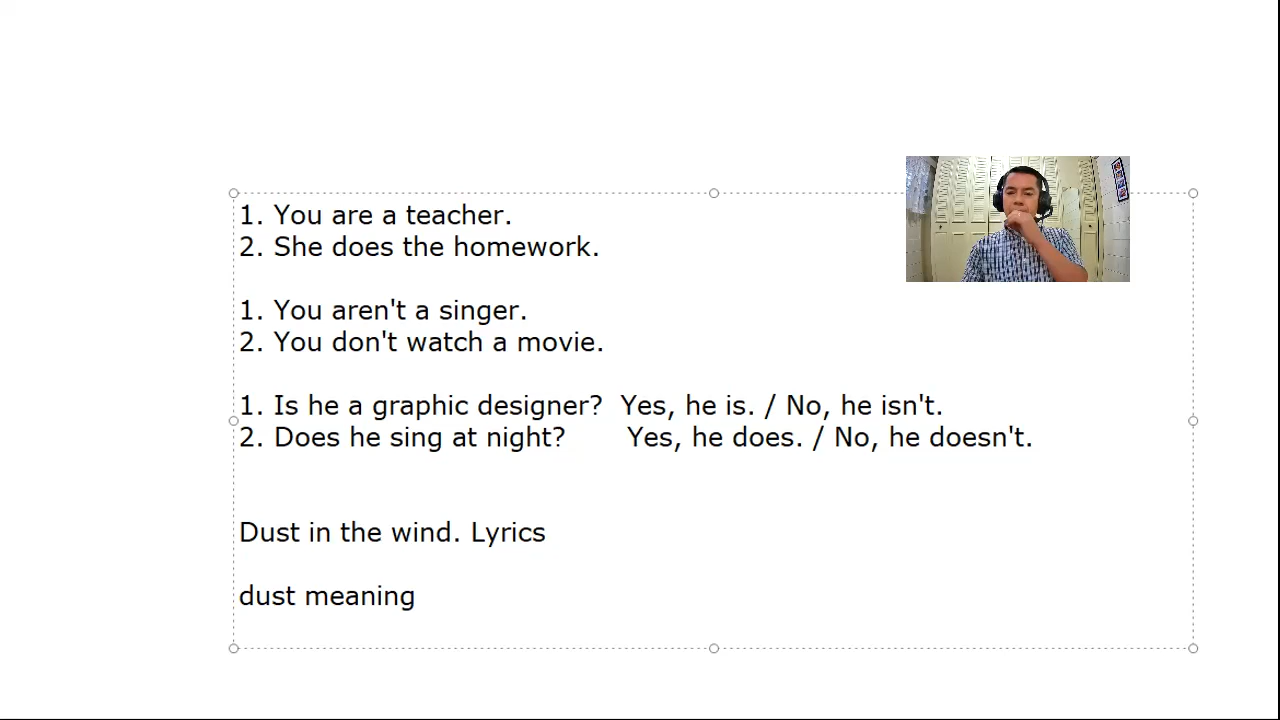 1. You are a teacher.
2. She does the homework.
1. You aren't a singer.
2. You don't watch a movie.
1. Is he a graphic designer?  Yes, he is. / No, he isn't.
2. Does he sing at night?  Yes, he does. / No, he doesn't.
Dust in the wind. Lyrics
dust meaning